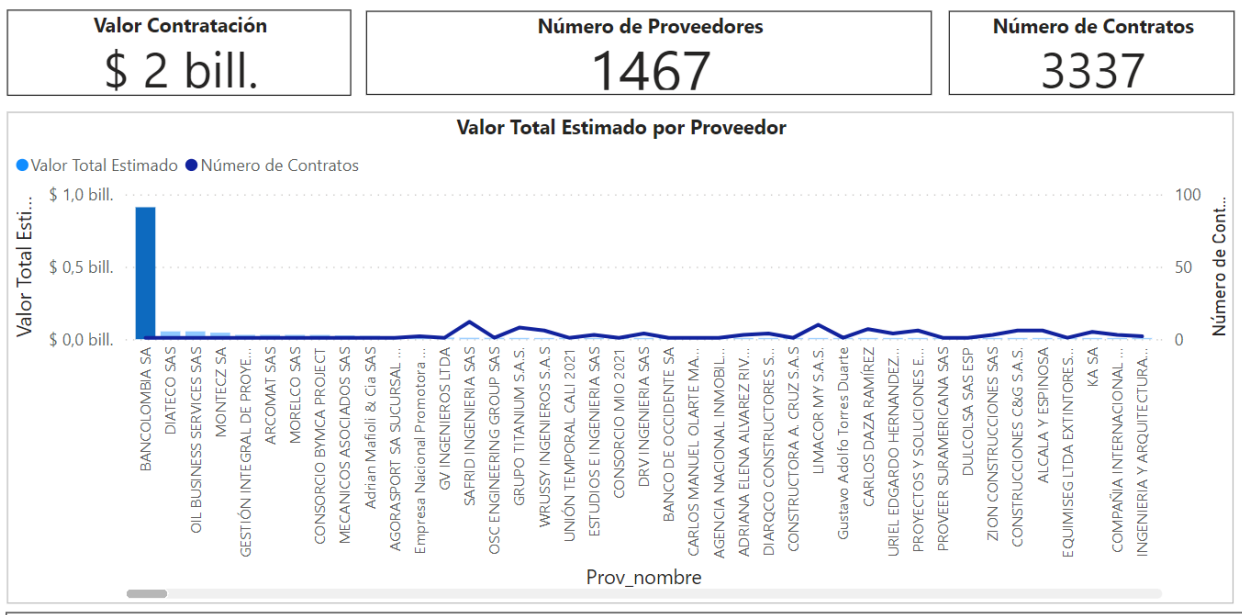 Valor Contratación
$ 2 bill.
Número de Proveedores
1467
Número de Contratos
3337
Valor Total Estimado por Proveedor
Valor Total Estimado Número de Contratos
Valor Total Esti...
$ 1,0 bill.
$ 0,5 bill.
$ 0,0 bill.
100
50
0
Número de Cont...
BANCOLOMBIA SA
DIATECO SAS
OIL BUSINESS SERVICES SAS
MONTECZ SA
GESTIÓN INTEGRAL DE PROYE...
ARCOMAT SAS
MORELCO SAS
CONSORCIO BYMCA PROJECT
MECANICOS ASOCIADOS SAS
Adrian Mafioli & Cia SAS
AGORASPORT SA SUCURSAL ...
Empresa Nacional Promotora ...
GV INGENIEROS LTDA
SAFRID INGENIERIA SAS
OSC ENGINEERING GROUP SAS
GRUPO TITANIUM S.A.S.
WRUSSY INGENIEROS S.A.S
UNIÓN TEMPORAL CALI 2021
ESTUDIOS E INGENIERIA SAS
CONSORCIO MIO 2021
DRV INGENIERIA SAS
BANCO DE OCCIDENTE SA
CARLOS MANUEL OLARTE MA...
AGENCIA NACIONAL INMOBIL...
ADRIANA ELENA ALVAREZ RIV...
DIARQCO CONSTRUCTORES S...
CONSTRUCTORA A. CRUZ S.A.S
LIMACOR MY S.A.S.
Gustavo Adolfo Torres Duarte
CARLOS DAZA RAMÍREZ
URIEL EDGARDO HERNANDEZ...
PROYECTOS Y SOLUCIONES E...
PROVEER SURAMERICANA SAS
DULCOLSA SAS ESP
ZION CONSTRUCCIONES SAS
CONSTRUCCIONES C&G S.A.S.
ALCALA Y ESPINOSA
EQUIMISEG LTDA EXTINTORES...
KA SA
COMPAÑIA INTERNACIONAL ...
INGENIERIA Y ARQUITECTURA...
Prov_nombre